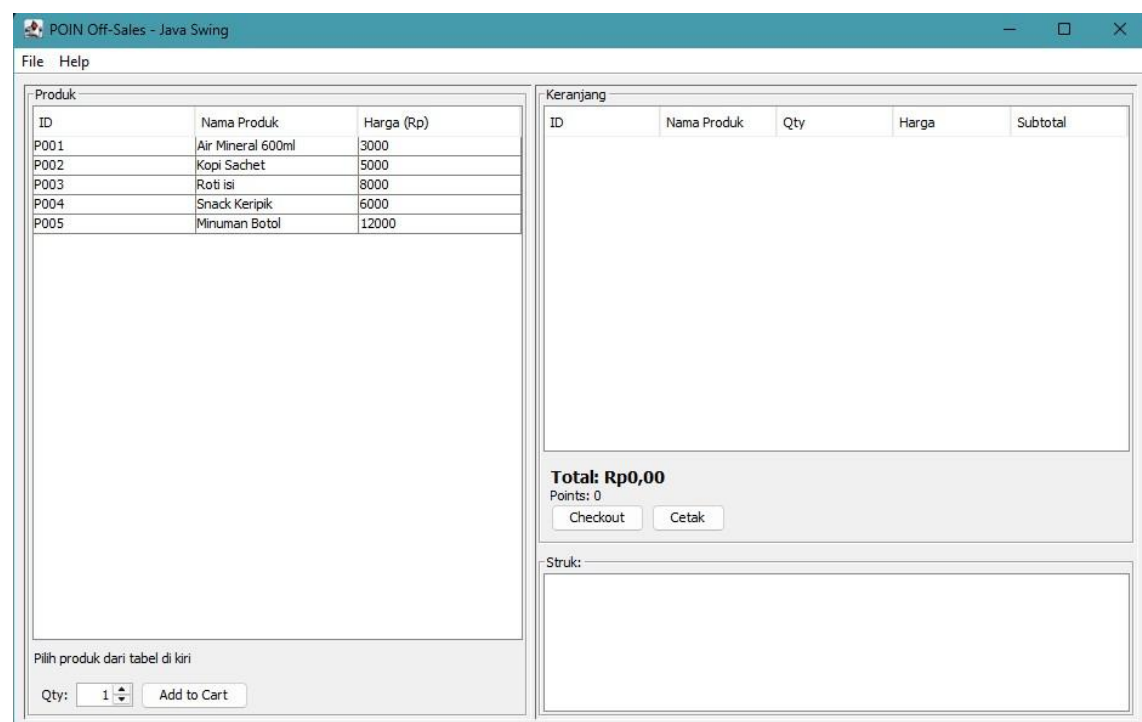 POIN Off-Sales - Java Swing
File Help
Produk
ID Nama Produk Harga (Rp)
P001 Air Mineral 600ml 3000
P002 Kopi Sachet 5000
P003 Roti isi 8000
P004 Snack Keripik 6000
P005 Minuman Botol 12000
Pilih produk dari tabel di kiri
Qty: 1 Add to Cart
Keranjang
ID Nama Produk Qty Harga Subtotal
Total: Rp0,00
Points: 0
Checkout Cetak
Struk: